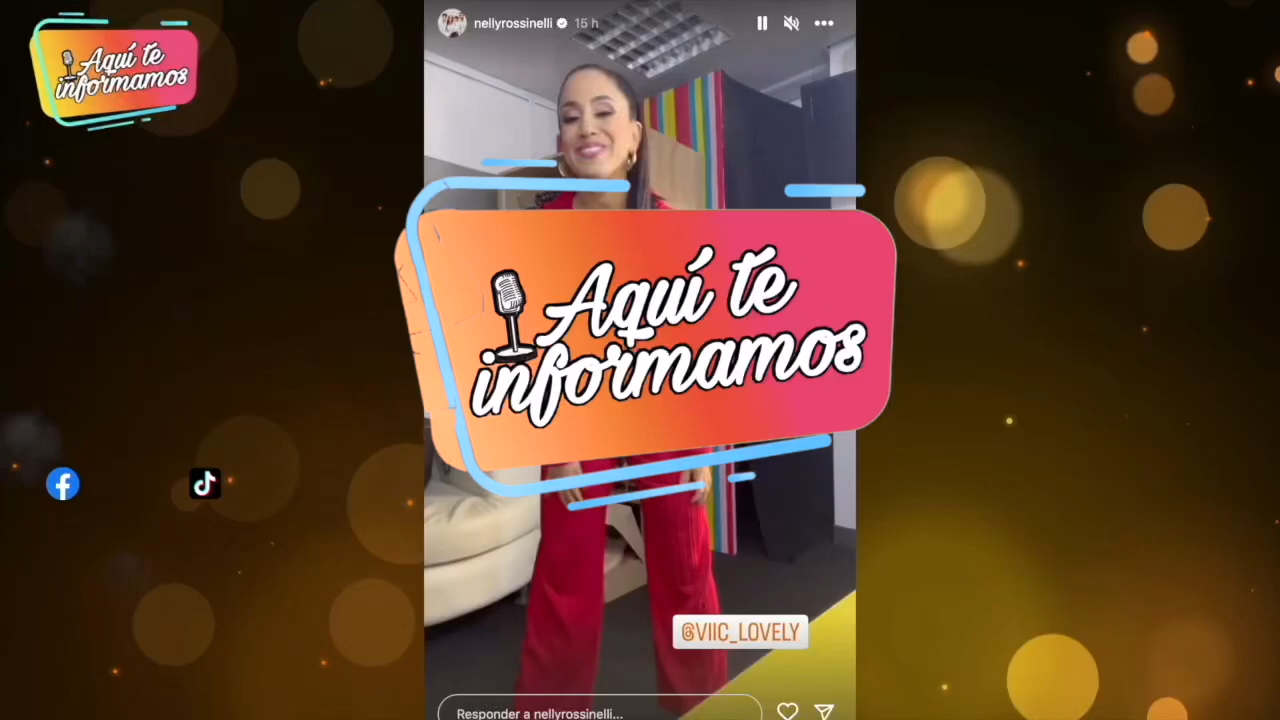 Aquí te
informamos
nellyrossinelli 15 h
Aquí te
informamos
@VIIC_LOVELY
Responder a nellyrossinelli...